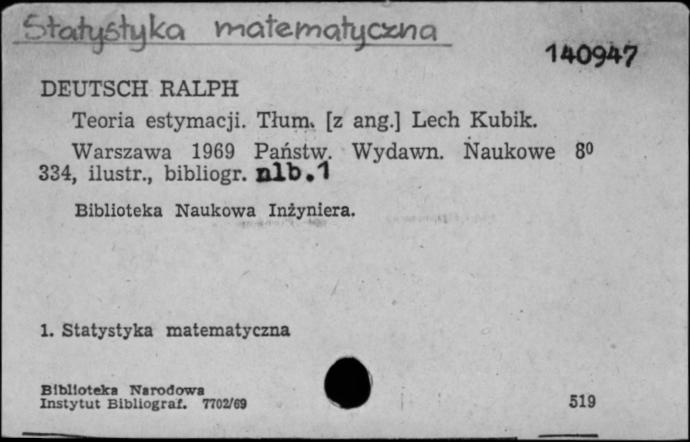 Statystyka matematyczna
140947
DEUTSCH RALPH
Teoria estymacji. Tłum. [z ang.] Lech Kubik.
Warszawa 1969 Państw. Wydawn. Naukowe 8⁰
334, ilustr., bibliogr. nlb.1
Biblioteka Naukowa Inżyniera.
1. Statystyka matematyczna
Biblioteka Narodowa
Instytut Bibliograf. 7702/69
519